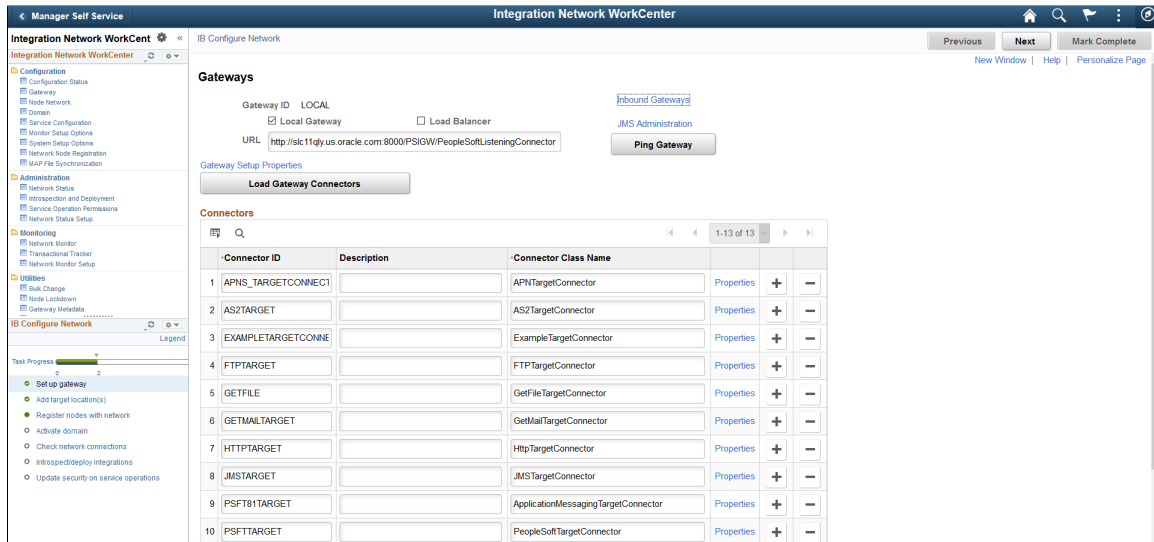 Manager Self Service
Integration Network WorkCenter
Integration Network WorkCent
Integration Network WorkCenter
Configuration
Configuration Status
Gateway
Node Network
Domain
Service Configuration
Monitor Setup Options
System Setup Options
Network Node Registration
MAP File Synchronization
Administration
Network Status
Introspection and Deployment
Service Operation Permissions
Network Status Setup
Monitoring
Network Monitor
Transactional Tracker
Network Monitor Setup
Utilities
Bulk Change
Node Lockdown
Gateway Metadata
IB Configure Network
Legend
Task Progress
0 2
Set up gateway
Add target location(s)
Register nodes with network
Activate domain
Check network connections
Introspect/deploy integrations
Update security on service operations
IB Configure Network
Previous Next Mark Complete
New Window | Help | Personalize Page
Gateways
Gateway ID LOCAL
Inbound Gateways
Local Gateway Load Balancer
JMS Administration
URL http://slc11qly.us.oracle.com:8000/PSIGW/PeopleSoftListeningConnector
Ping Gateway
Gateway Setup Properties
Load Gateway Connectors
Connectors
1-13 of 13
*Connector ID Description *Connector Class Name
1 APNS_TARGETCONNECT APNTargetConnector Properties + −
2 AS2TARGET AS2TargetConnector Properties + −
3 EXAMPLETARGETCONNE ExampleTargetConnector Properties + −
4 FTPTARGET FTPTargetConnector Properties + −
5 GETFILE GetFileTargetConnector Properties + −
6 GETMAILTARGET GetMailTargetConnector Properties + −
7 HTTPTARGET HttpTargetConnector Properties + −
8 JMSTARGET JMSTargetConnector Properties + −
9 PSFT81TARGET ApplicationMessagingTargetConnector Properties + −
10 PSFTTARGET PeopleSoftTargetConnector Properties + −